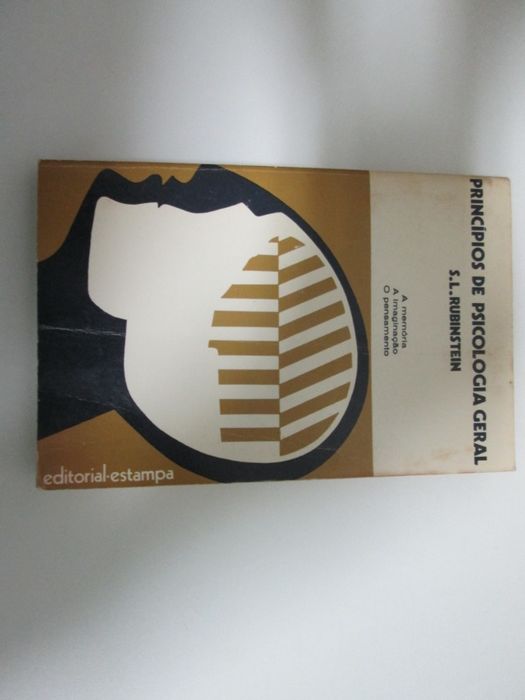 PRINCÍPIOS DE PSICOLOGIA GERAL
S.L.RUBINSTEIN
A memória
A imaginação
O pensamento
editorial-estampa